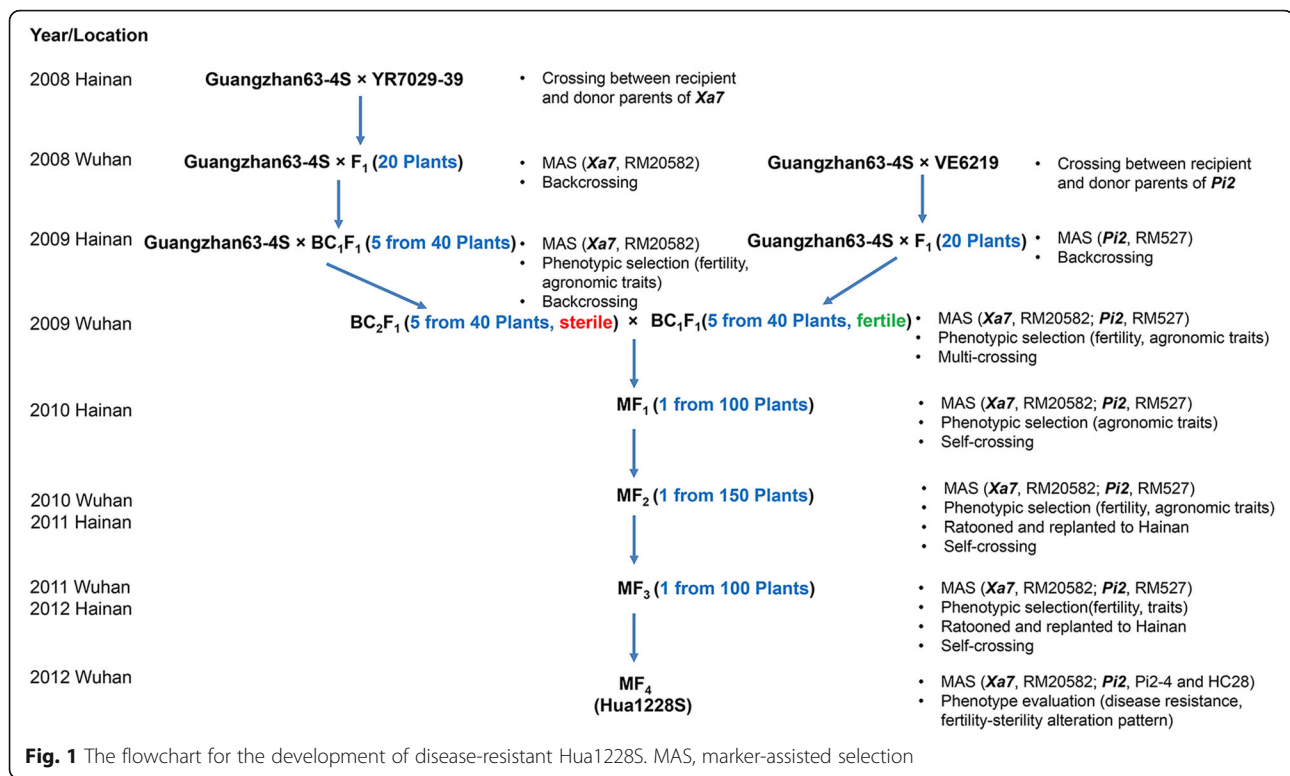 Year/Location
2008 Hainan
Guangzhan63-4S × YR7029-39
• Crossing between recipient
and donor parents of Xa7
2008 Wuhan
Guangzhan63-4S × F₁ (20 Plants)
• MAS (Xa7, RM20582)
• Backcrossing
Guangzhan63-4S × VE6219
• Crossing between recipient
and donor parents of Pi2
2009 Hainan
Guangzhan63-4S × BC₁F₁ (5 from 40 Plants)
• MAS (Xa7, RM20582)
• Phenotypic selection (fertility,
agronomic traits)
• Backcrossing
Guangzhan63-4S × F₁ (20 Plants)
• MAS (Pi2, RM527)
• Backcrossing
2009 Wuhan
BC₂F₁ (5 from 40 Plants, sterile) × BC₁F₁ (5 from 40 Plants, fertile)
• MAS (Xa7, RM20582; Pi2, RM527)
• Phenotypic selection (fertility, agronomic traits)
• Multi-crossing
2010 Hainan
MF₁ (1 from 100 Plants)
• MAS (Xa7, RM20582; Pi2, RM527)
• Phenotypic selection (agronomic traits)
• Self-crossing
2010 Wuhan
2011 Hainan
MF₂ (1 from 150 Plants)
• MAS (Xa7, RM20582; Pi2, RM527)
• Phenotypic selection (fertility, agronomic traits)
• Ratooned and replanted to Hainan
• Self-crossing
2011 Wuhan
2012 Hainan
MF₃ (1 from 100 Plants)
• MAS (Xa7, RM20582; Pi2, RM527)
• Phenotypic selection(fertility, traits)
• Ratooned and replanted to Hainan
• Self-crossing
2012 Wuhan
MF₄
(Hua1228S)
• MAS (Xa7, RM20582; Pi2, Pi2-4 and HC28)
• Phenotype evaluation (disease resistance,
fertility-sterility alteration pattern)
Fig. 1 The flowchart for the development of disease-resistant Hua1228S. MAS, marker-assisted selection